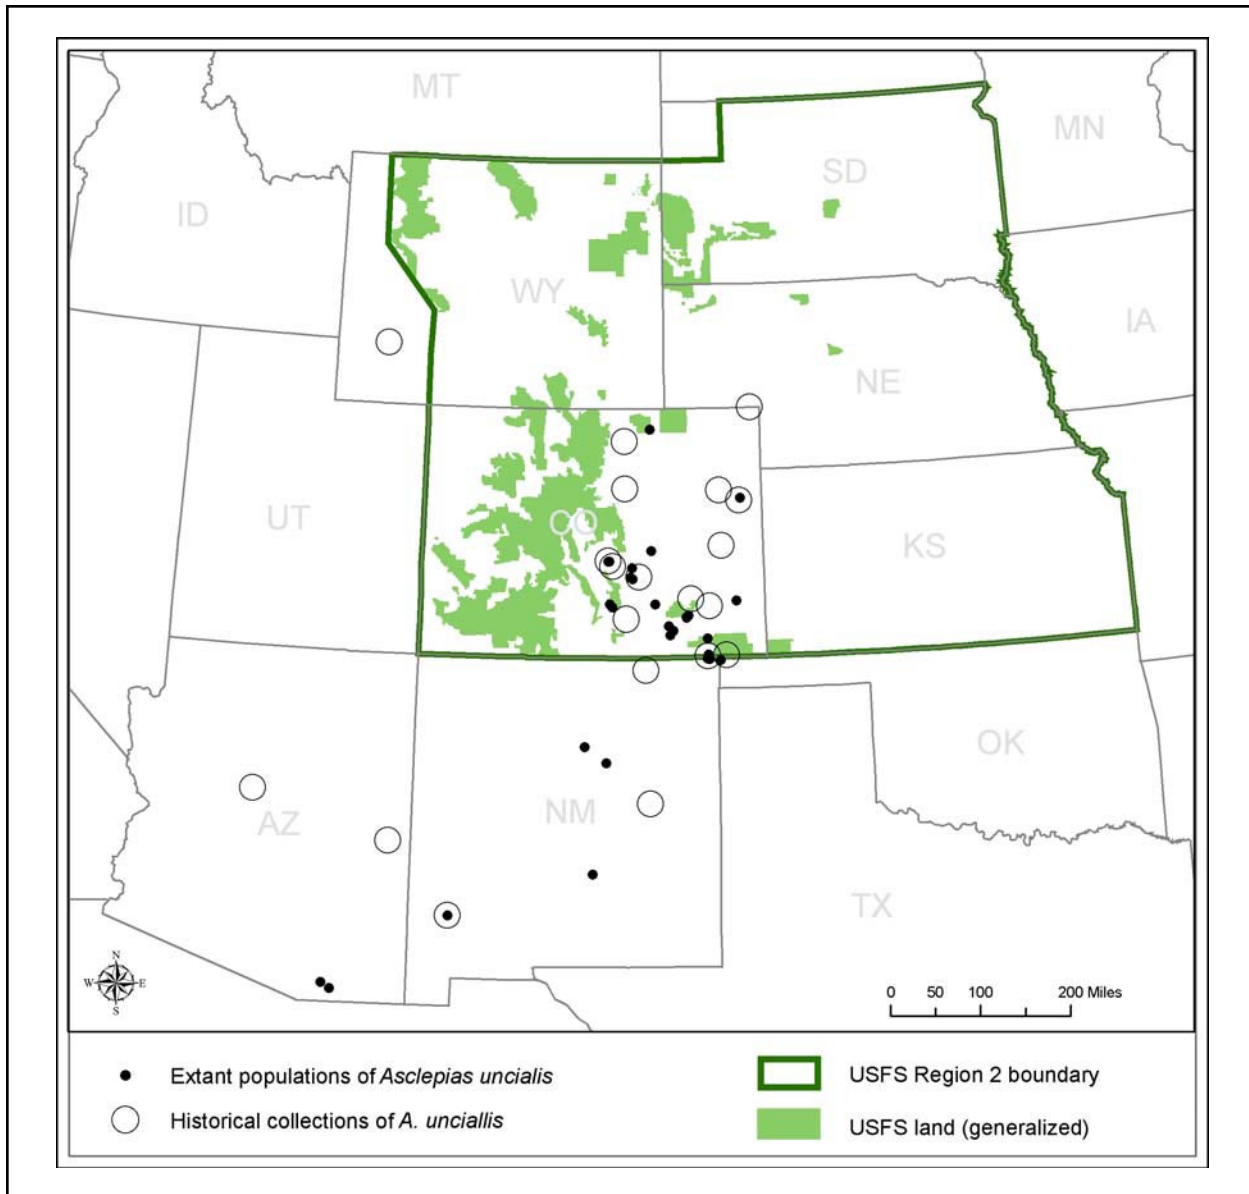 MT
MN
SD
ID
WY
IA
NE
UT
CO
KS
OK
NM
AZ
TX
N
W E
S
0 50 100 200 Miles
Extant populations of Asclepias uncialis
USFS Region 2 boundary
Historical collections of A. unciallis
USFS land (generalized)